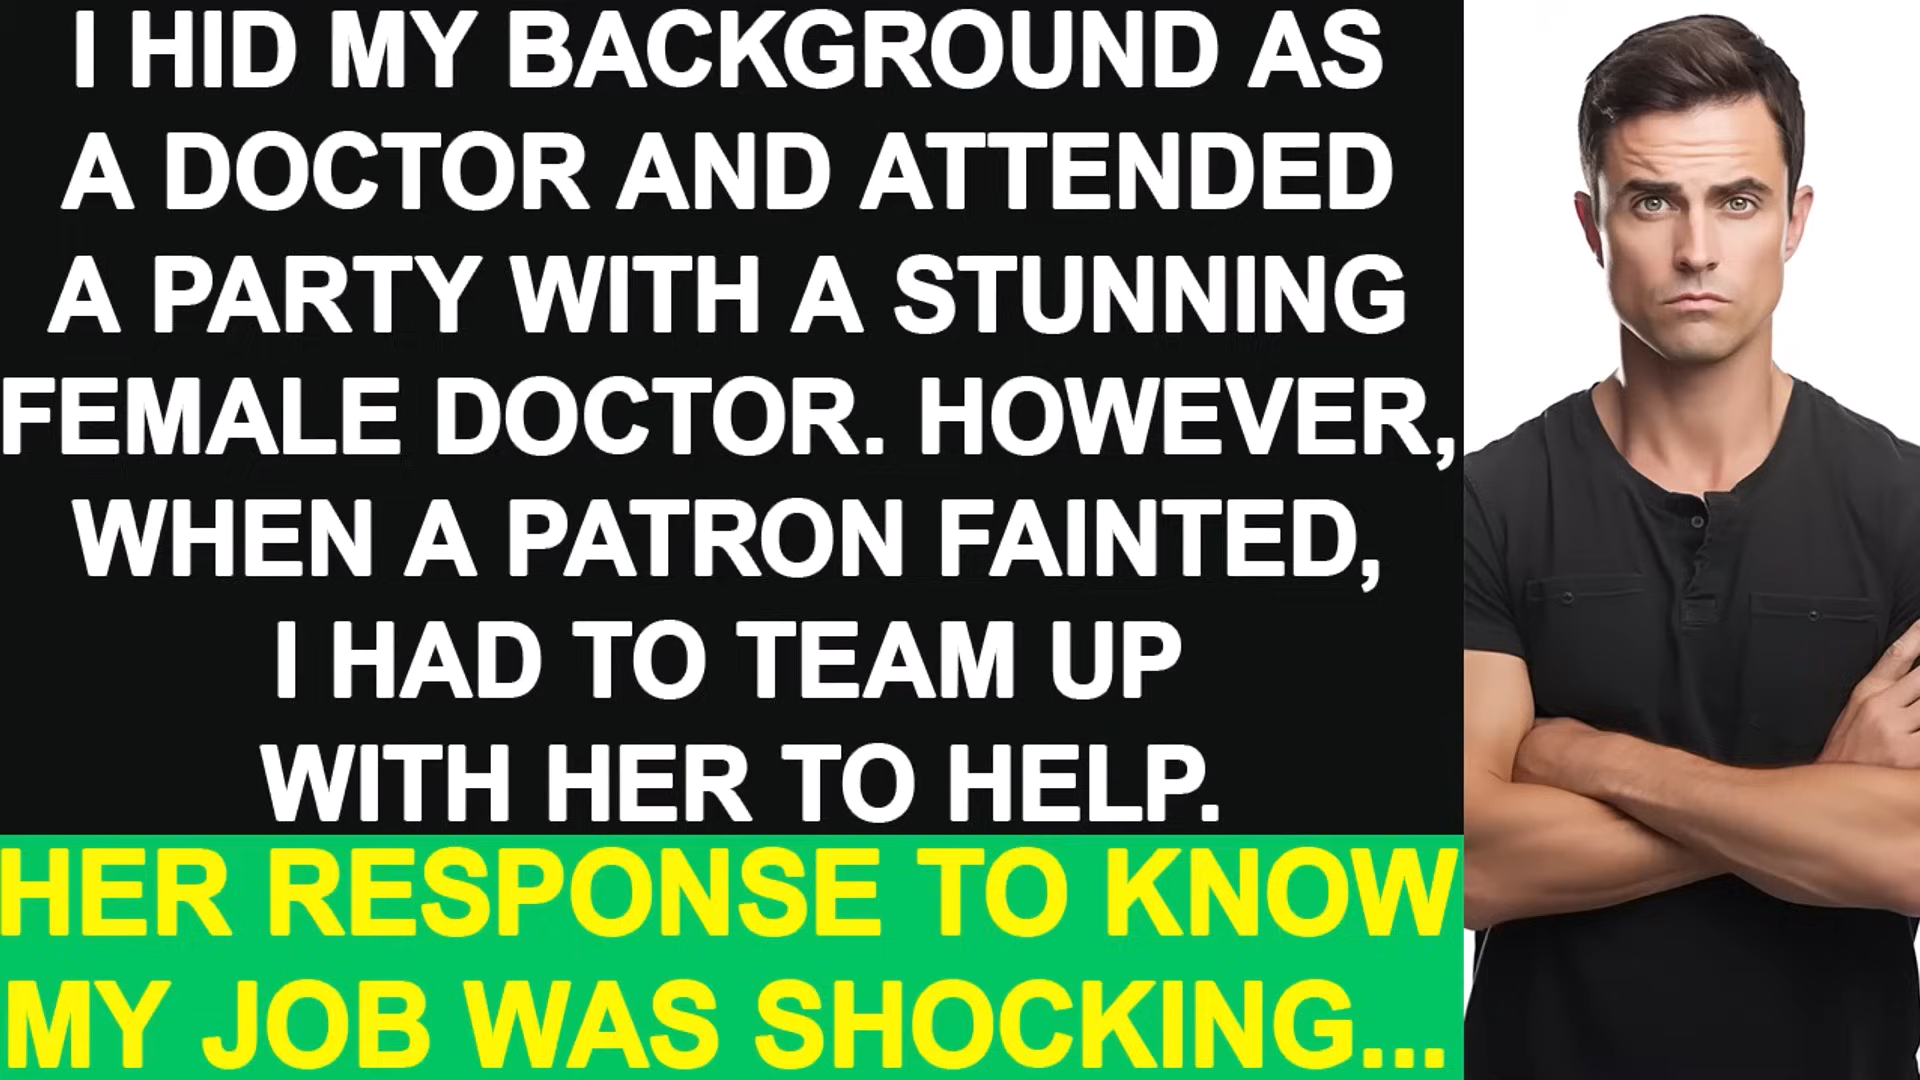 I HID MY BACKGROUND AS
A DOCTOR AND ATTENDED
A PARTY WITH A STUNNING
FEMALE DOCTOR. HOWEVER,
WHEN A PATRON FAINTED,
I HAD TO TEAM UP
WITH HER TO HELP.
HER RESPONSE TO KNOW
MY JOB WAS SHOCKING...